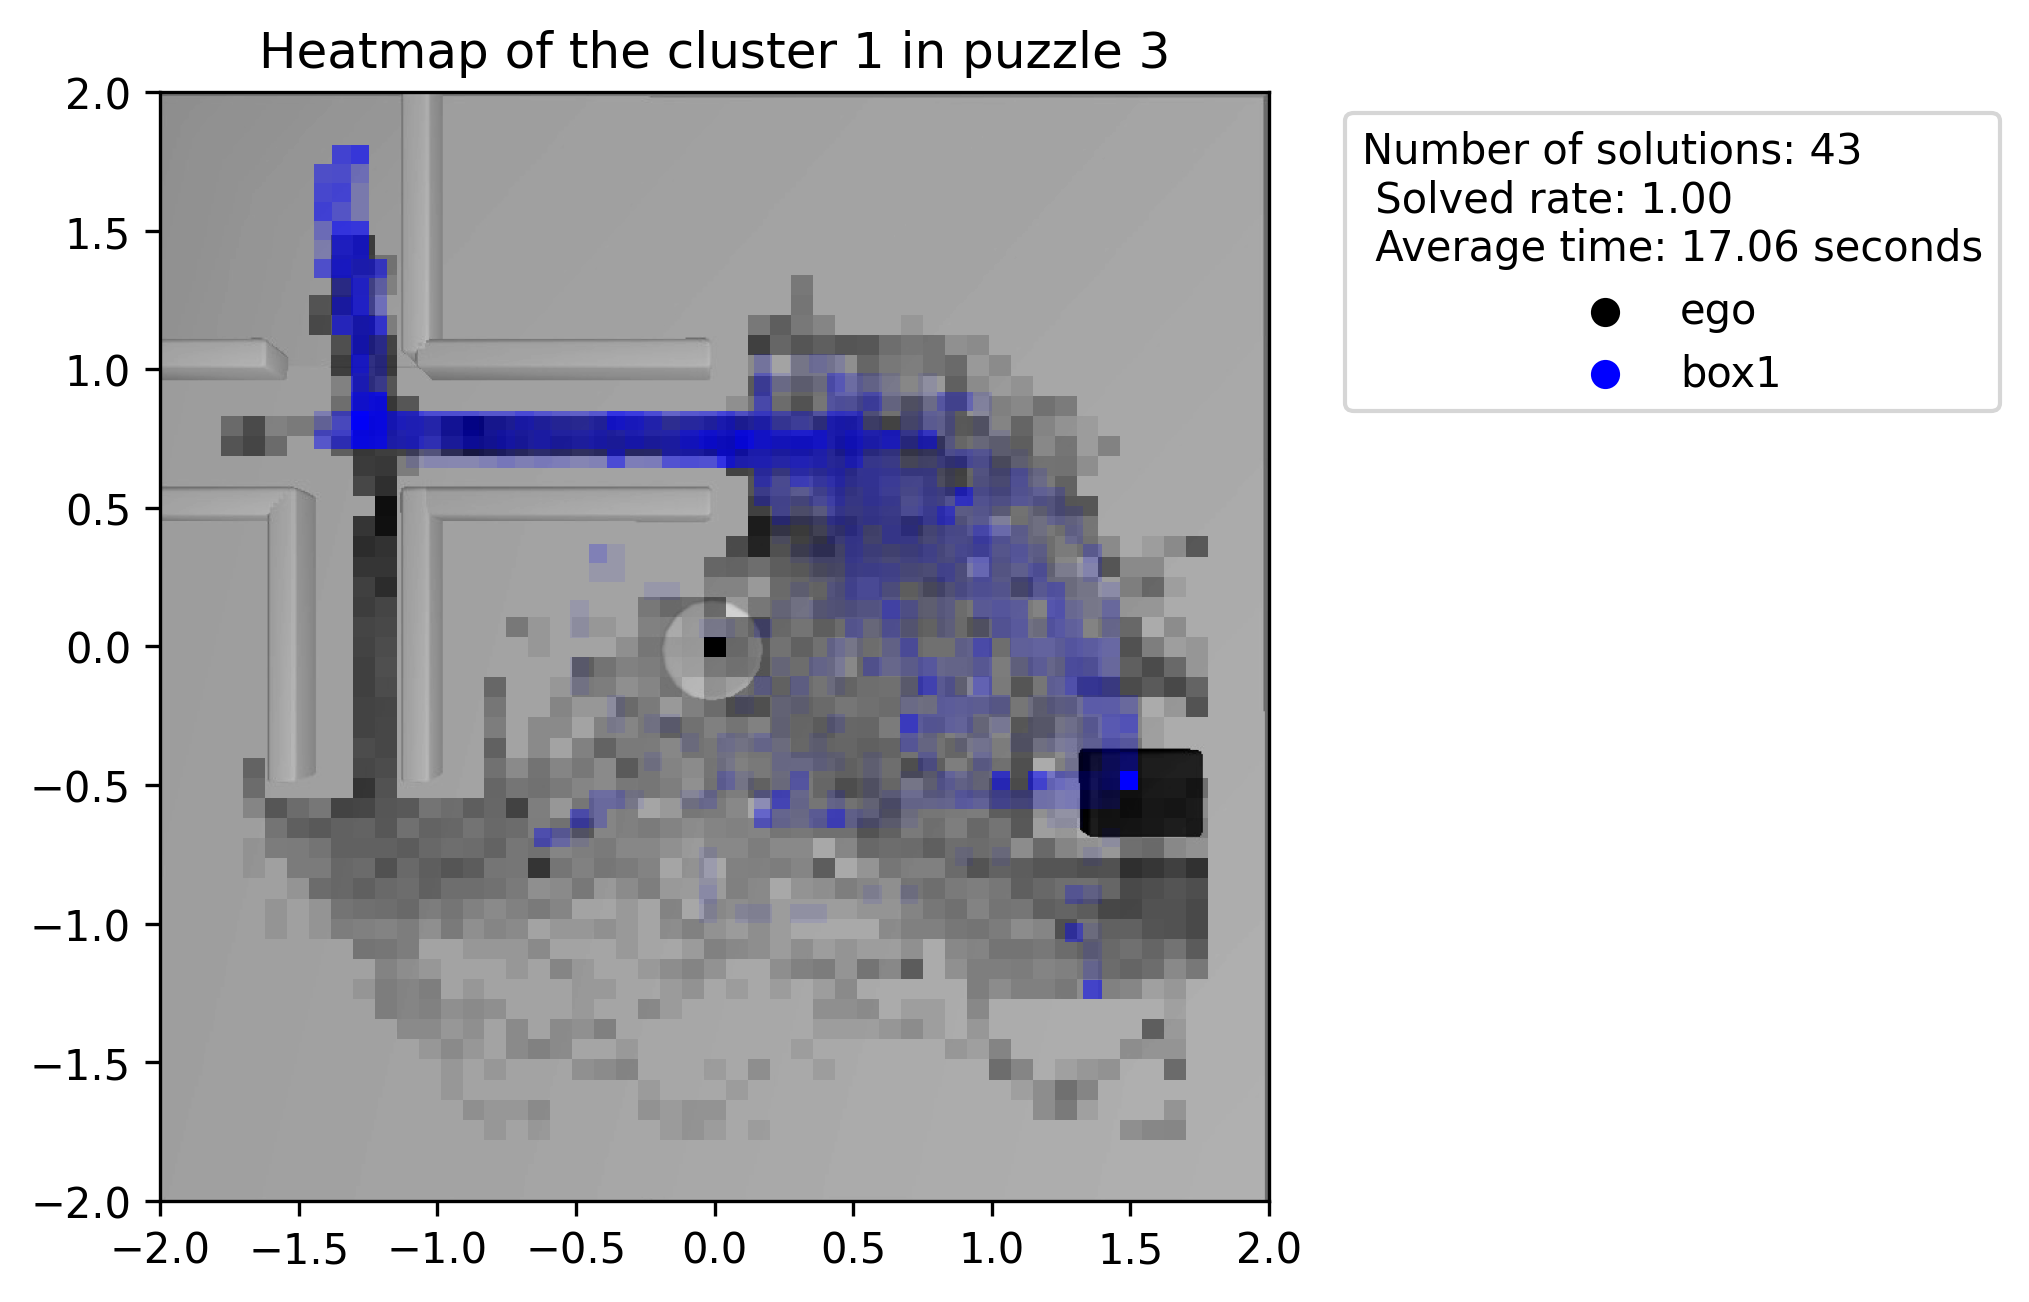 Heatmap of the cluster 1 in puzzle 3
Number of solutions: 43
Solved rate: 1.00
Average time: 17.06 seconds
ego
box1
2.0
1.5
1.0
0.5
0.0
−0.5
−1.0
−1.5
−2.0
−2.0 −1.5 −1.0 −0.5 0.0 0.5 1.0 1.5 2.0